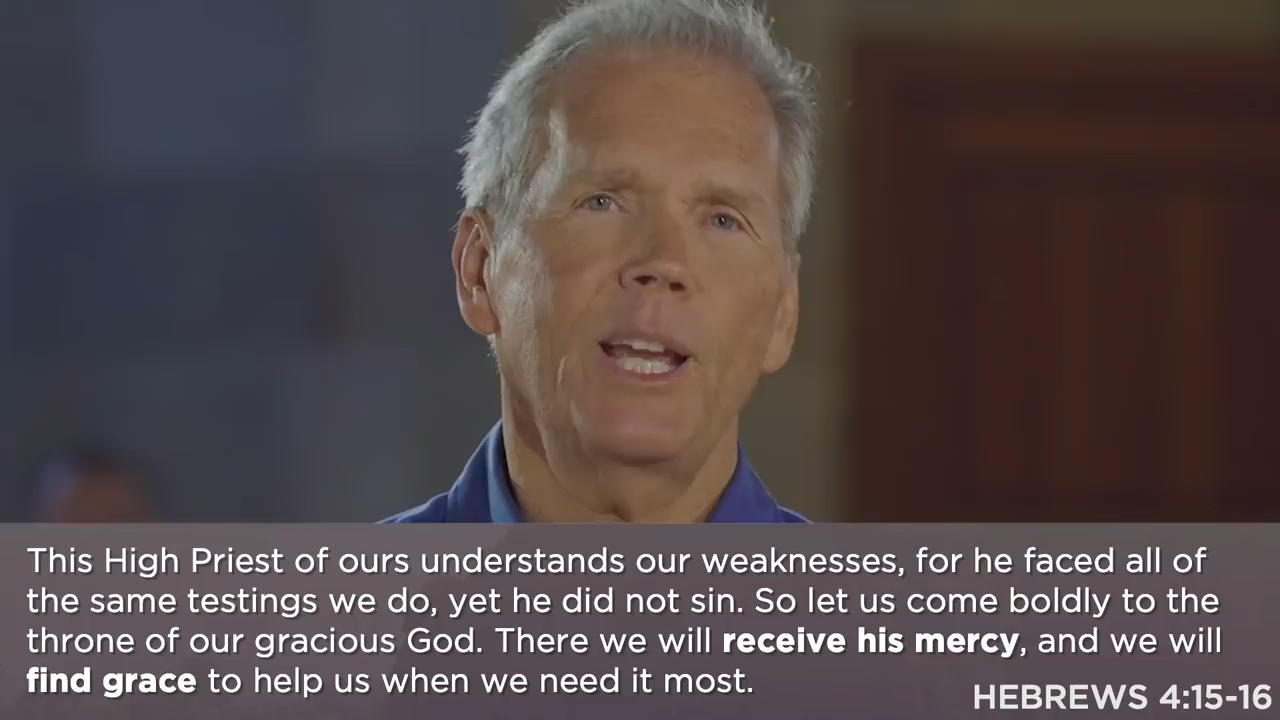 This High Priest of ours understands our weaknesses, for he faced all of
the same testings we do, yet he did not sin. So let us come boldly to the
throne of our gracious God. There we will receive his mercy, and we will
find grace to help us when we need it most.
HEBREWS 4:15-16